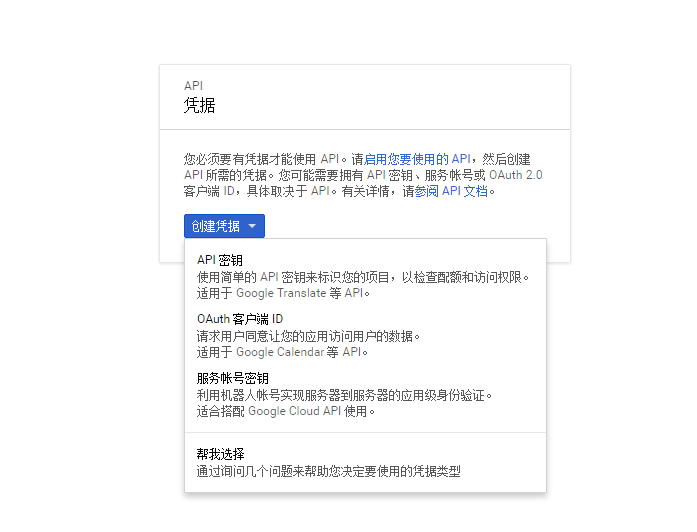 API
凭据
您必须要有凭据才能使用 API。请启用您要使用的 API，然后创建
API 所需的凭据。您可能需要拥有 API 密钥、服务帐号或 OAuth 2.0
客户端 ID，具体取决于 API。有关详情，请参阅 API 文档。
创建凭据
API 密钥
使用简单的 API 密钥来标识您的项目，以检查配额和访问权限。
适用于 Google Translate 等 API。
OAuth 客户端 ID
请求用户同意让您的应用访问用户的数据。
适用于 Google Calendar 等 API。
服务帐号密钥
利用机器人帐号实现服务器到服务器的应用级身份验证。
适合搭配 Google Cloud API 使用。
帮我选择
通过询问几个问题来帮助您决定要使用的凭据类型